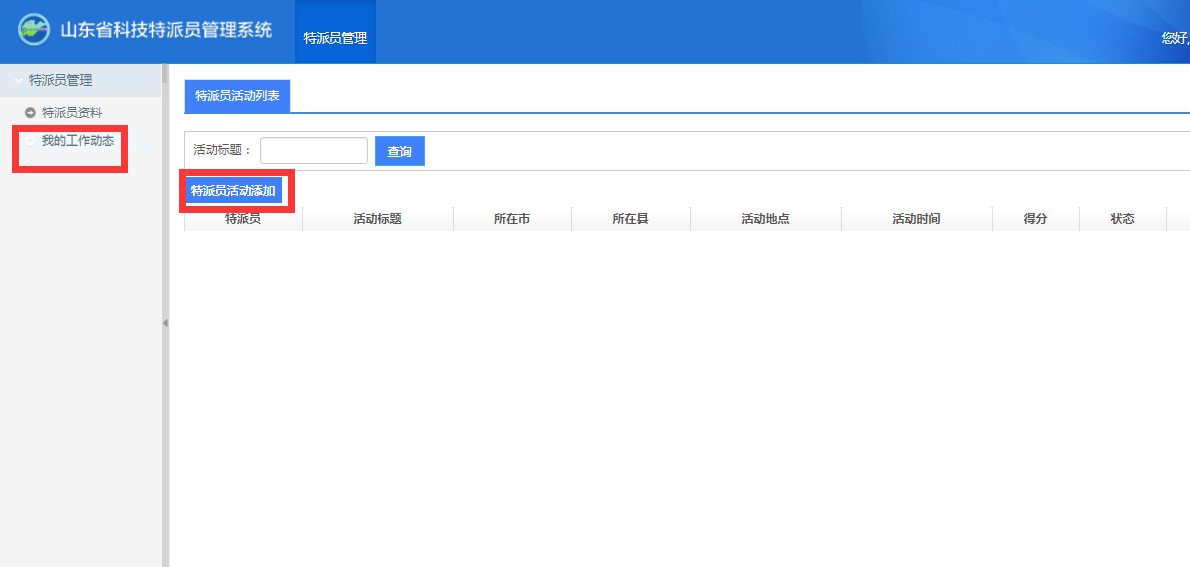 山东省科技特派员管理系统
特派员管理
您好,
特派员管理
特派员资料
我的工作动态
特派员活动列表
活动标题： 查询
特派员活动添加
特派员 活动标题 所在市 所在县 活动地点 活动时间 得分 状态